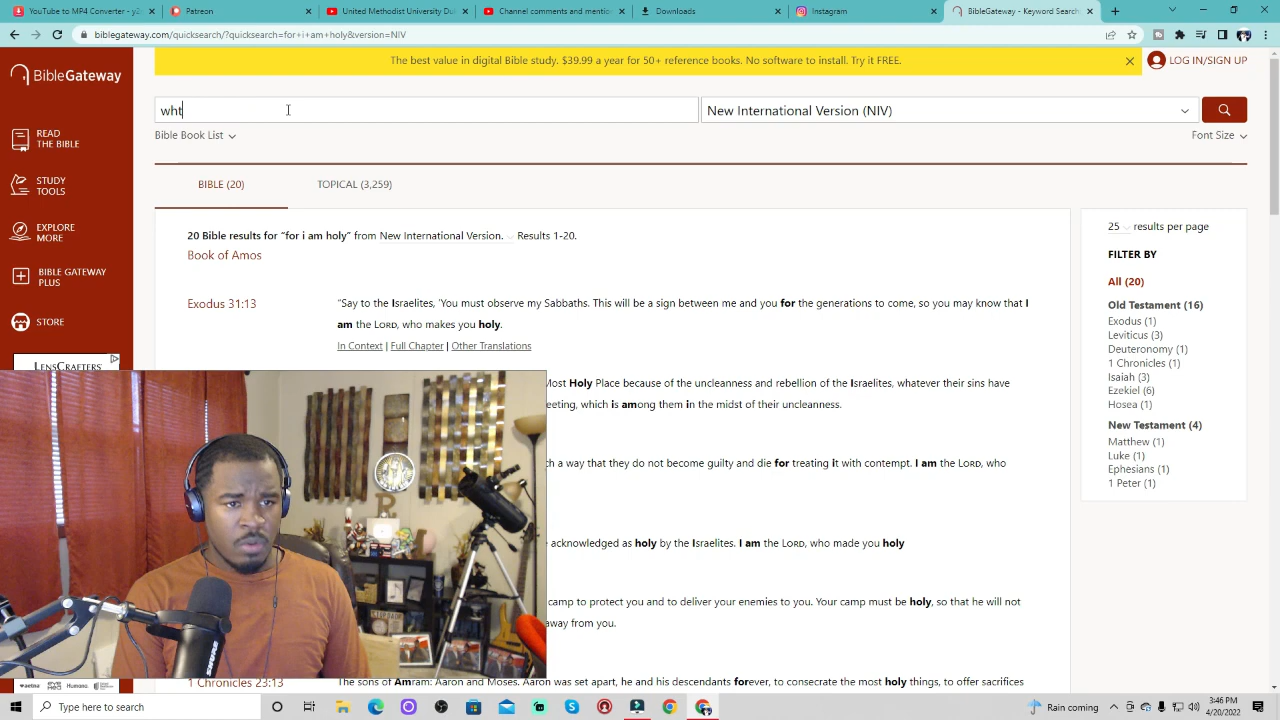 YouTube to MP3
Productivity Du
Channel comments and mentio
Downloads
Instagram
BibleGateway - Keyword Search
biblegateway.com/quicksearch/?quicksearch=for+i+am+holy&version=NIV
The best value in digital Bible study. $39.99 a year for 50+ reference books. No software to install. Try it FREE.
LOG IN/SIGN UP
BibleGateway
wht
New International Version (NIV)
Bible Book List
Font Size
READ
THE BIBLE
STUDY
TOOLS
EXPLORE
MORE
BIBLE GATEWAY
PLUS
STORE
LENSCRAFTERS
BIBLE (20)
TOPICAL (3,259)
20 Bible results for “for i am holy” from New International Version. Results 1-20.
Book of Amos
Exodus 31:13
“Say to the Israelites, ‘You must observe my Sabbaths. This will be a sign between me and you for the generations to come, so you may know that I
am the LORD, who makes you holy.
In Context | Full Chapter | Other Translations
Most Holy Place because of the uncleanness and rebellion of the Israelites, whatever their sins have
eeting, which is among them in the midst of their uncleanness.
h a way that they do not become guilty and die for treating it with contempt. I am the LORD, who
e acknowledged as holy by the Israelites. I am the LORD, who made you holy
camp to protect you and to deliver your enemies to you. Your camp must be holy, so that he will not
away from you.
1 Chronicles 23:13
The sons of Amram: Aaron and Moses. Aaron was set apart, he and his descendants forever, to consecrate the most holy things, to offer sacrifices
25 results per page
FILTER BY
All (20)
Old Testament (16)
Exodus (1)
Leviticus (3)
Deuteronomy (1)
1 Chronicles (1)
Isaiah (3)
Ezekiel (6)
Hosea (1)
New Testament (4)
Matthew (1)
Luke (1)
Ephesians (1)
1 Peter (1)
SHURE
aetna
Humana
Type here to search
Rain coming
3:46 PM
4/20/2022